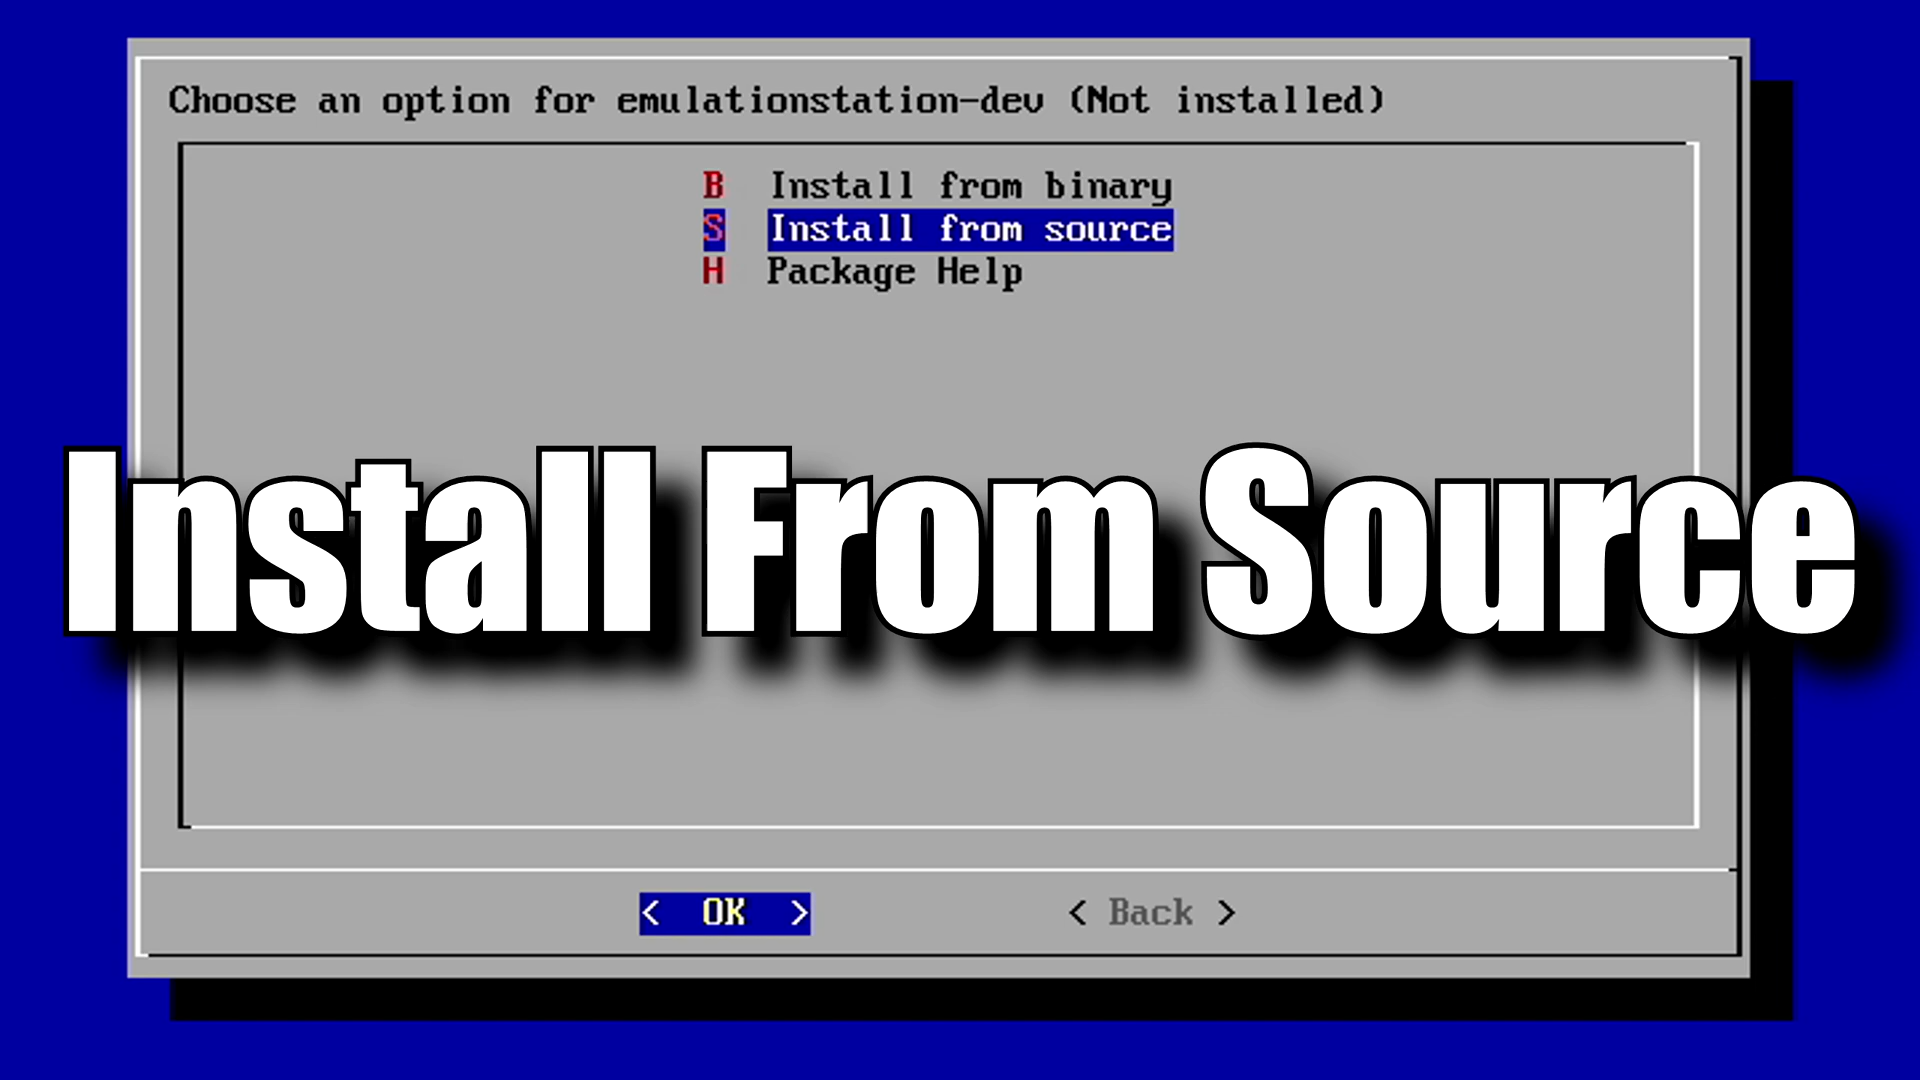 Choose an option for emulationstation-dev (Not installed)
B Install from binary
S Install from source
H Package Help
Install From Source
< OK > < Back >